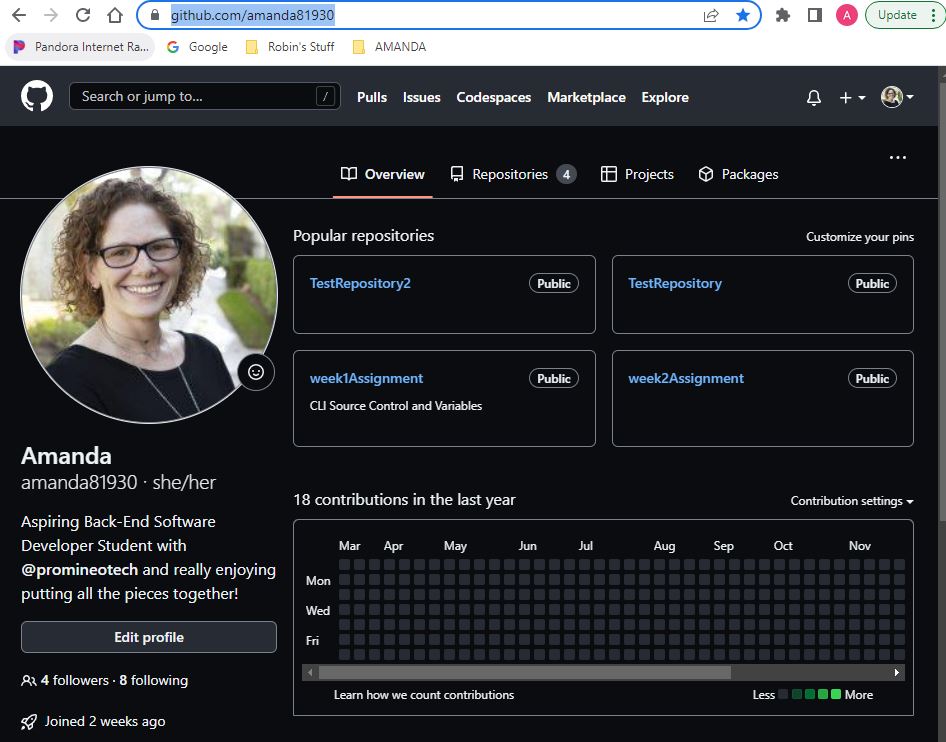 github.com/amanda81930
A
Update
Pandora Internet Ra...
Google
Robin's Stuff
AMANDA
Search or jump to...
/
Pulls
Issues
Codespaces
Marketplace
Explore
Overview
Repositories 4
Projects
Packages
Popular repositories
Customize your pins
TestRepository2
Public
TestRepository
Public
week1Assignment
Public
CLI Source Control and Variables
week2Assignment
Public
Amanda
amanda81930 · she/her
Aspiring Back-End Software
Developer Student with
@promineotech and really enjoying
putting all the pieces together!
Edit profile
4 followers · 8 following
Joined 2 weeks ago
18 contributions in the last year
Contribution settings
Mar Apr May Jun Jul Aug Sep Oct Nov
Mon
Wed
Fri
Learn how we count contributions
Less
More